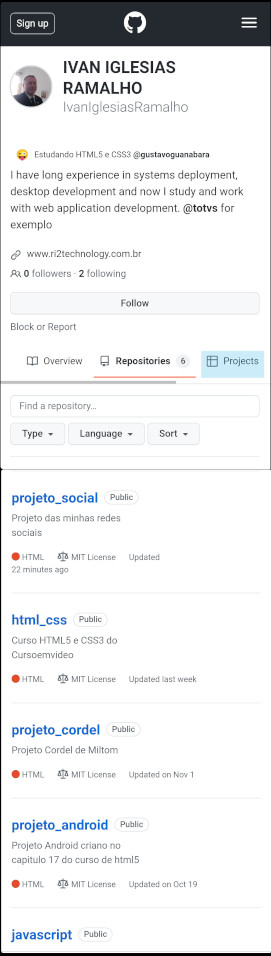 Sign up
IVAN IGLESIAS
RAMALHO
IvanIglesiasRamalho
Estudando HTML5 e CSS3 @gustavoguanabara
I have long experience in systems deployment,
desktop development and now I study and work
with web application development. @totvs for
exemplo
www.ri2technology.com.br
0 followers · 2 following
Follow
Block or Report
Overview Repositories 6 Projects
Find a repository...
Type Language Sort
projeto_social Public
Projeto das minhas redes
sociais
HTML MIT License Updated
22 minutes ago
html_css Public
Curso HTML5 e CSS3 do
Cursoemvideo
HTML MIT License Updated last week
projeto_cordel Public
Projeto Cordel de Miltom
HTML MIT License Updated on Nov 1
projeto_android Public
Projeto Android criano no
capitulo 17 do curso de html5
HTML MIT License Updated on Oct 19
javascript Public